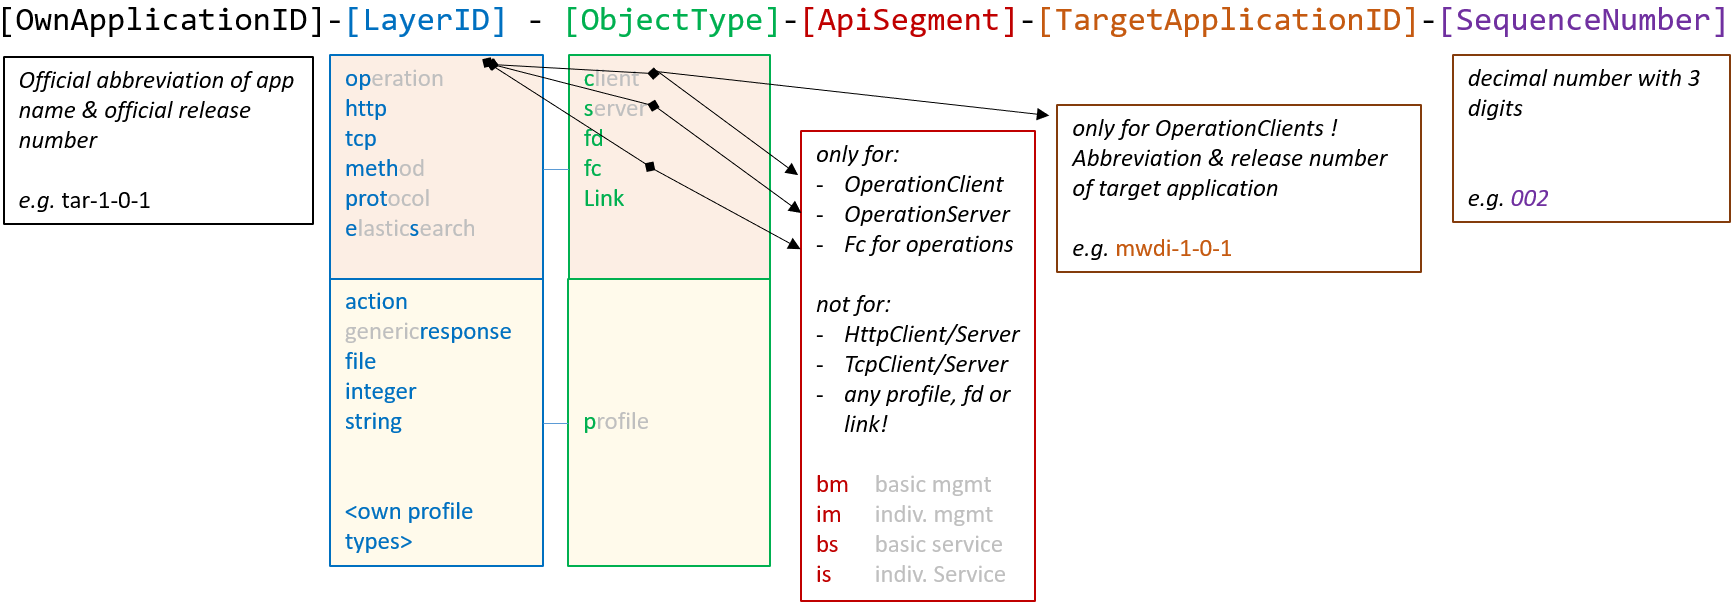 [OwnApplicationID]-[LayerID] - [ObjectType]-[ApiSegment]-[TargetApplicationID]-[SequenceNumber]
Official abbreviation of app
name & official release
number
e.g. tar-1-0-1
operation
http
tcp
method
protocol
elasticsearch
action
genericresponse
file
integer
string
<own profile
types>
client
server
fd
fc
Link
profile
only for:
- OperationClient
- OperationServer
- Fc for operations
not for:
- HttpClient/Server
- TcpClient/Server
- any profile, fd or
link!
bm basic mgmt
im indiv. mgmt
bs basic service
is indiv. Service
only for OperationClients !
Abbreviation & release number
of target application
e.g. mwdi-1-0-1
decimal number with 3
digits
e.g. 002